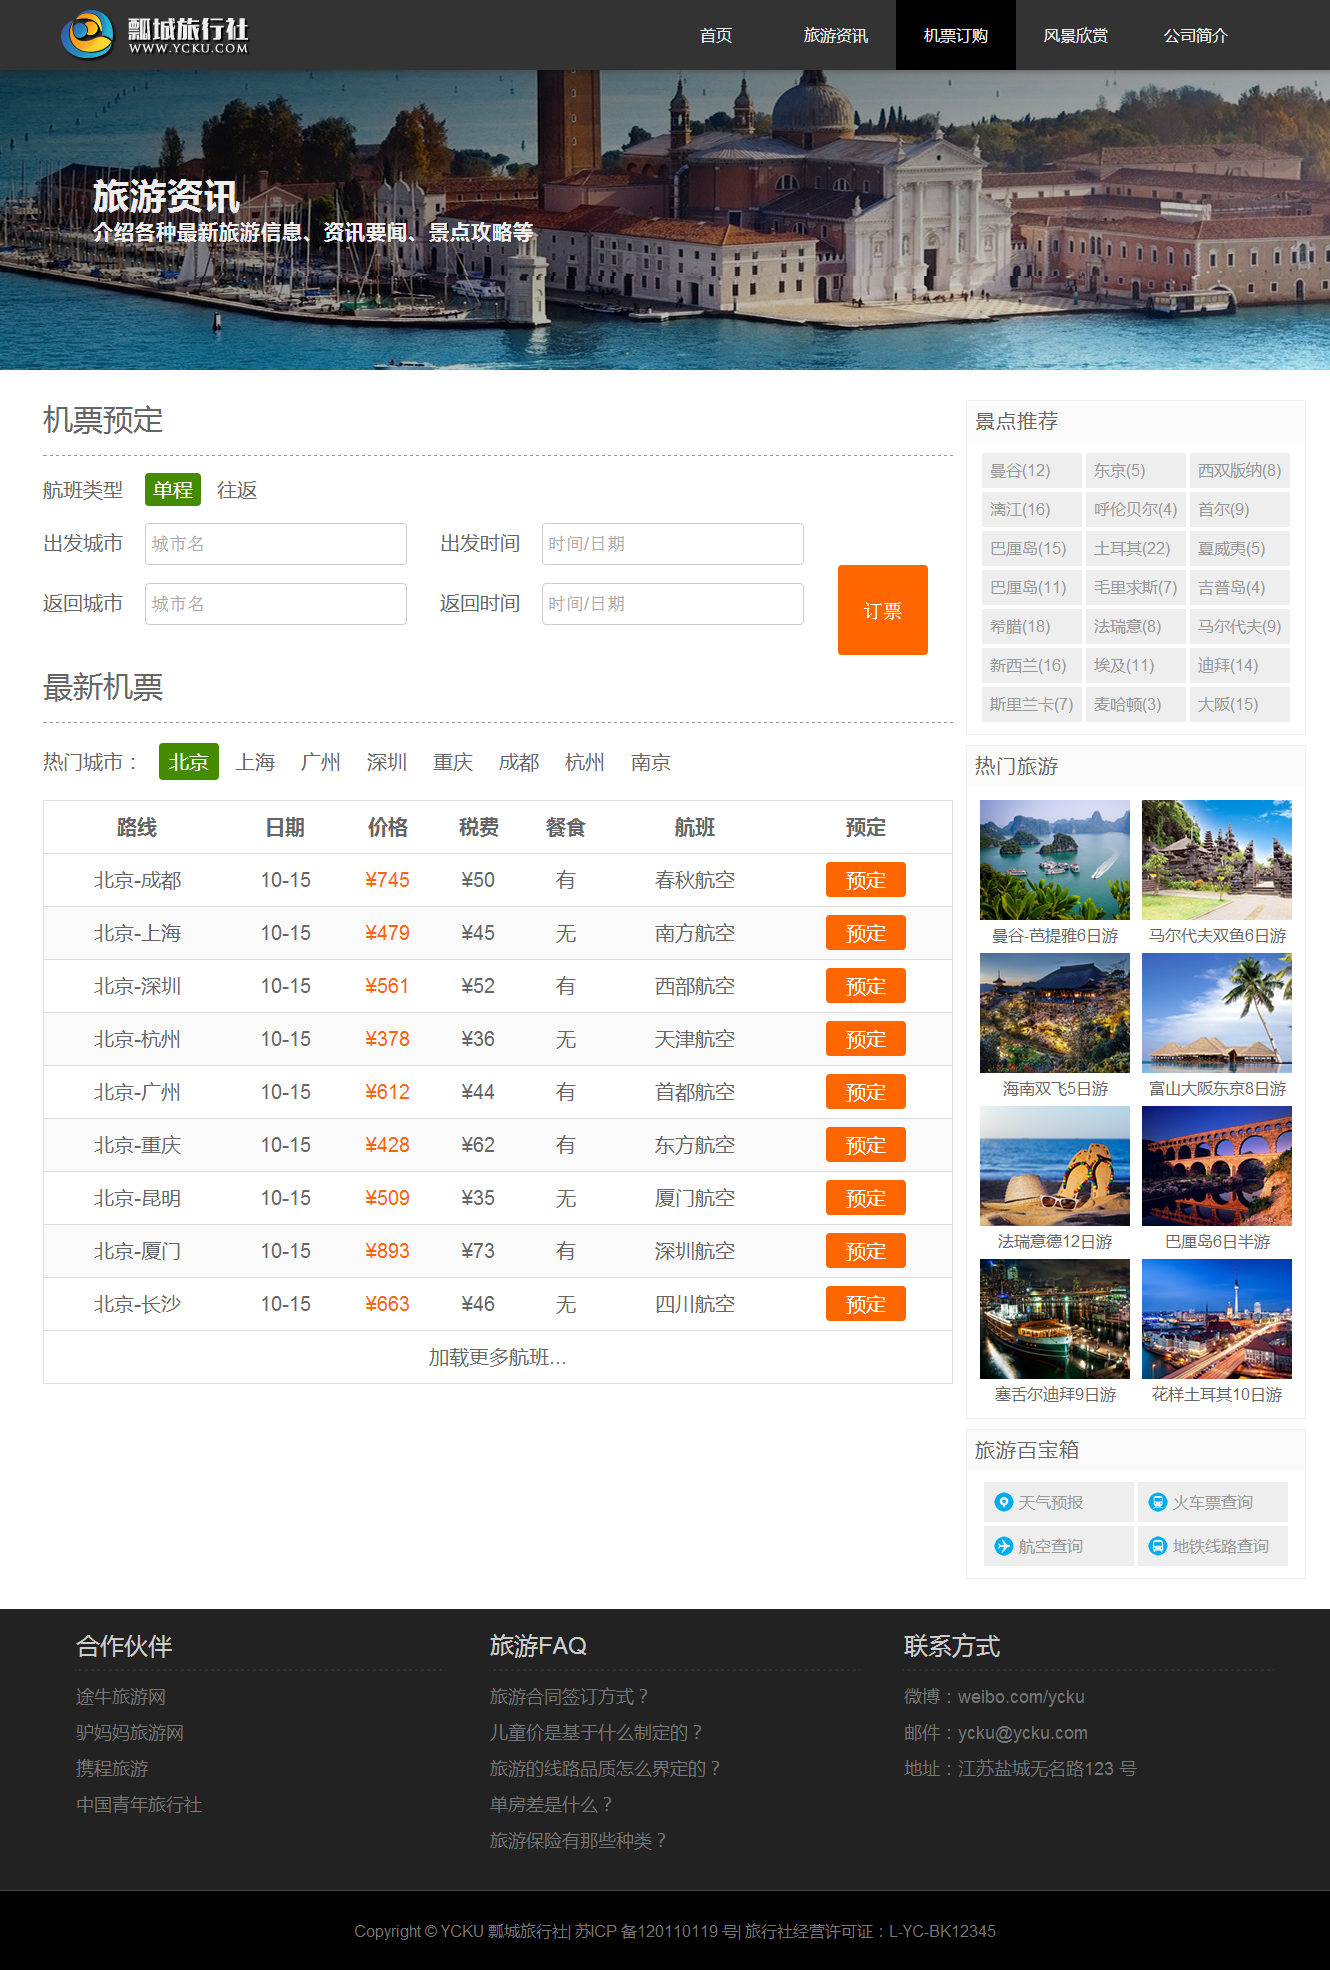 瓢城旅行社
WWW.YCKU.COM
首页 旅游资讯 机票订购 风景欣赏 公司简介
旅游资讯
介绍各种最新旅游信息、资讯要闻、景点攻略等
机票预定
航班类型 单程 往返
出发城市 城市名 出发时间 时间/日期
返回城市 城市名 返回时间 时间/日期
订票
最新机票
热门城市： 北京 上海 广州 深圳 重庆 成都 杭州 南京
路线 日期 价格 税费 餐食 航班 预定
北京-成都 10-15 ¥745 ¥50 有 春秋航空 预定
北京-上海 10-15 ¥479 ¥45 无 南方航空 预定
北京-深圳 10-15 ¥561 ¥52 有 西部航空 预定
北京-杭州 10-15 ¥378 ¥36 无 天津航空 预定
北京-广州 10-15 ¥612 ¥44 有 首都航空 预定
北京-重庆 10-15 ¥428 ¥62 有 东方航空 预定
北京-昆明 10-15 ¥509 ¥35 无 厦门航空 预定
北京-厦门 10-15 ¥893 ¥73 有 深圳航空 预定
北京-长沙 10-15 ¥663 ¥46 无 四川航空 预定
加载更多航班...
景点推荐
曼谷(12) 东京(5) 西双版纳(8)
漓江(16) 呼伦贝尔(4) 首尔(9)
巴厘岛(15) 土耳其(22) 夏威夷(5)
巴厘岛(11) 毛里求斯(7) 吉普岛(4)
希腊(18) 法瑞意(8) 马尔代夫(9)
新西兰(16) 埃及(11) 迪拜(14)
斯里兰卡(7) 麦哈顿(3) 大阪(15)
热门旅游
曼谷-芭提雅6日游 马尔代夫双鱼6日游
海南双飞5日游 富山大阪东京8日游
法瑞意德12日游 巴厘岛6日半游
塞舌尔迪拜9日游 花样土耳其10日游
旅游百宝箱
天气预报 火车票查询
航空查询 地铁线路查询
合作伙伴
途牛旅游网
驴妈妈旅游网
携程旅游
中国青年旅行社
旅游FAQ
旅游合同签订方式？
儿童价是基于什么制定的？
旅游的线路品质怎么界定的？
单房差是什么？
旅游保险有那些种类？
联系方式
微博：weibo.com/ycku
邮件：ycku@ycku.com
地址：江苏盐城无名路123 号
Copyright © YCKU 瓢城旅行社| 苏ICP 备120110119 号| 旅行社经营许可证：L-YC-BK12345